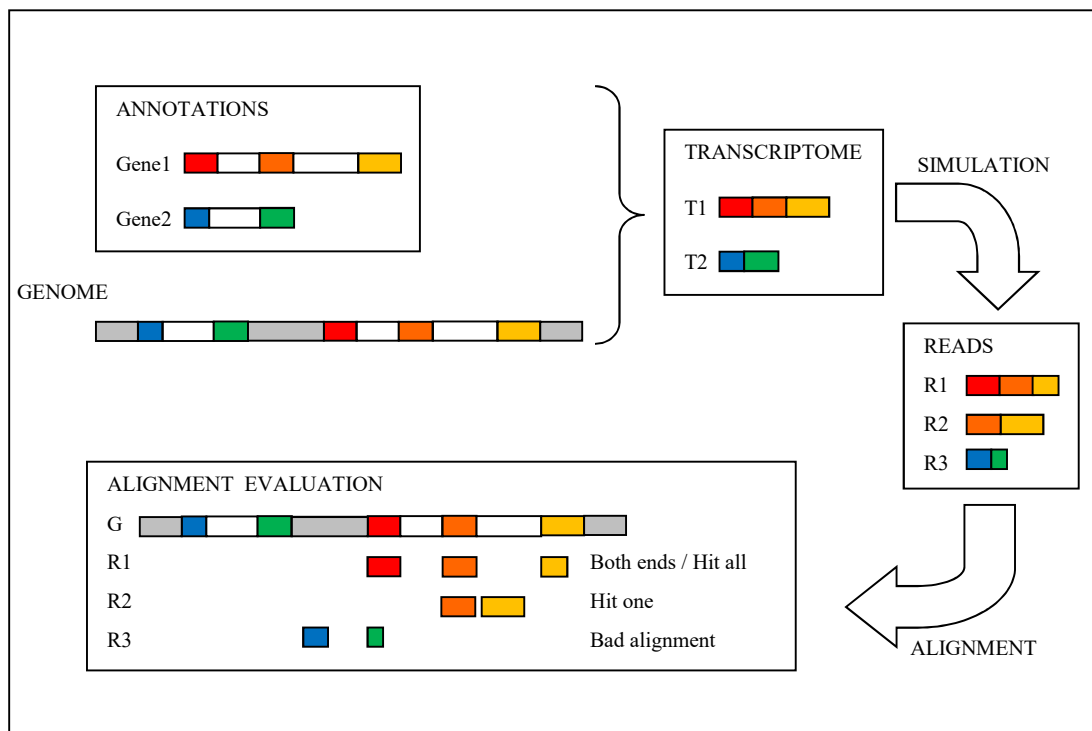 ANNOTATIONS
Gene1
Gene2
GENOME
TRANSCRIPTOME
T1
T2
SIMULATION
READS
R1
R2
R3
ALIGNMENT EVALUATION
G
R1 Both ends / Hit all
R2 Hit one
R3 Bad alignment
ALIGNMENT